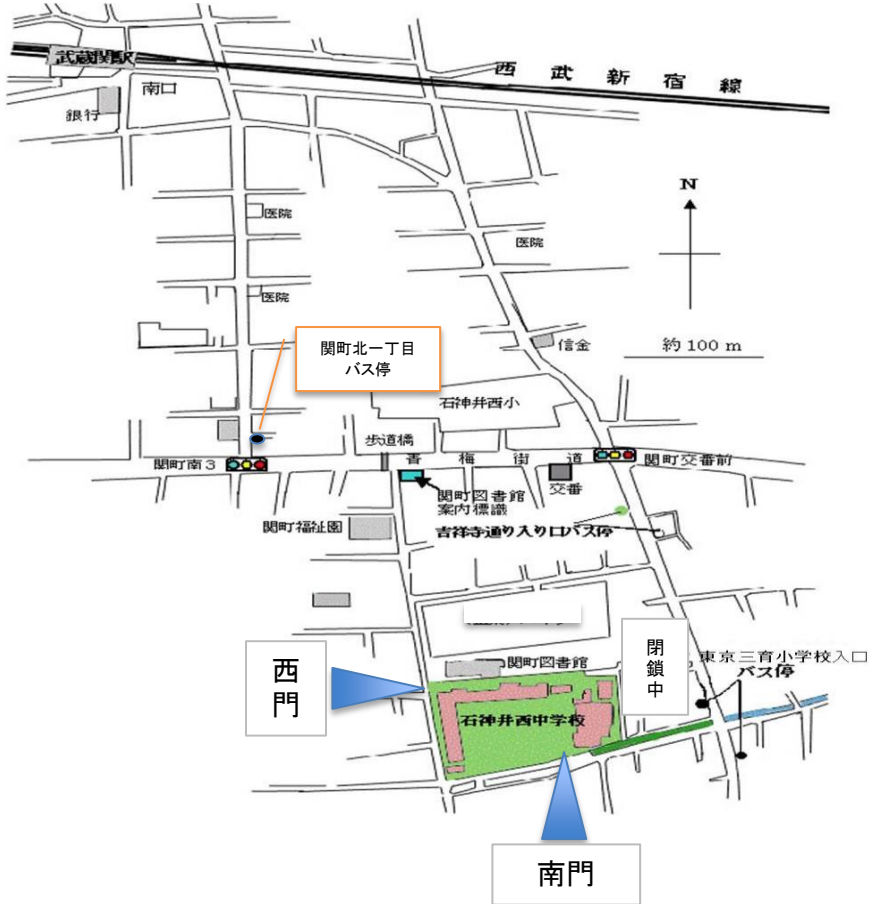 武蔵関駅
西武新宿線
南口
銀行
N
医院
医院
医院
信金
約100m
関町北一丁目
バス停
石神井西小
歩道橋
青梅街道
関町南3
関町交番前
関町図書館
案内標識
交番
関町福祉園
吉祥寺通り入り口バス停
閉鎖中
東京三育小学校入口
バス停
西門
関町図書館
石神井西中学校
南門